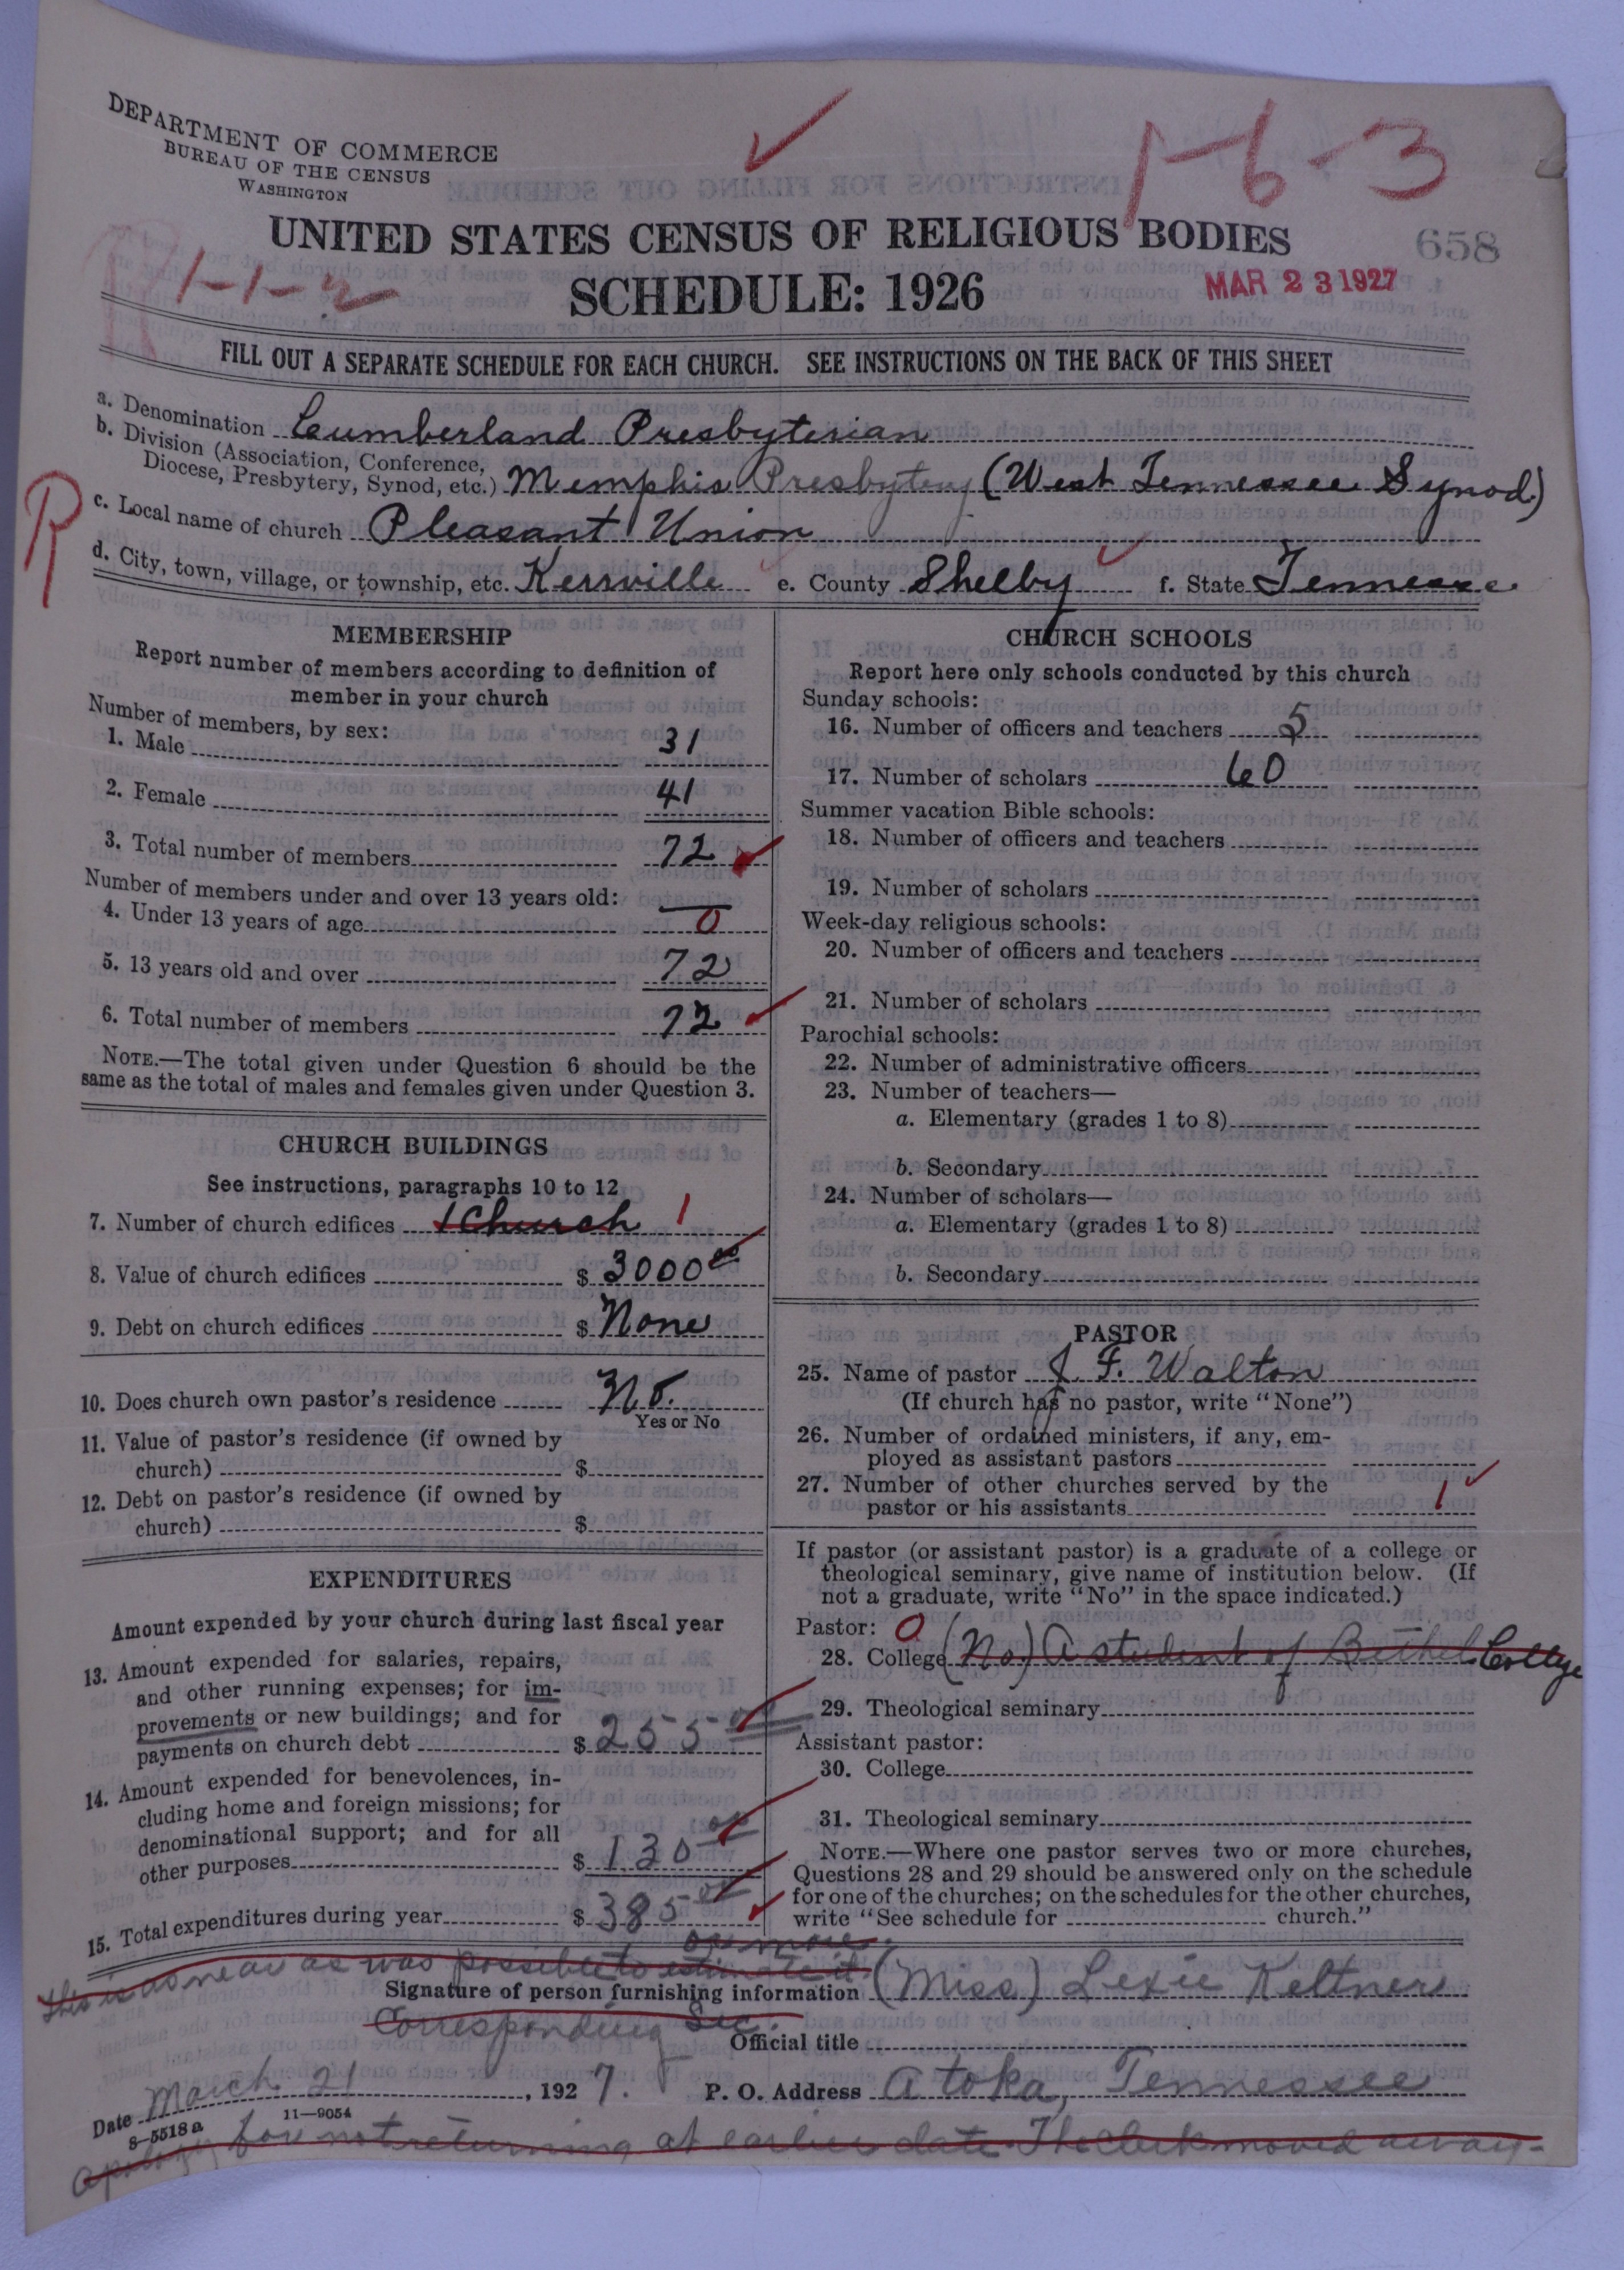 DEPARTMENT OF COMMERCE
BUREAU OF THE CENSUS
WASHINGTON
1-6-3
UNITED STATES CENSUS OF RELIGIOUS BODIES
658
1-1-2
SCHEDULE: 1926
MAR 23 1927
FILL OUT A SEPARATE SCHEDULE FOR EACH CHURCH. SEE INSTRUCTIONS ON THE BACK OF THIS SHEET
a. Denomination Cumberland Presbyterian
b. Division (Association, Conference,
Diocese, Presbytery, Synod, etc.) Memphis Presbytery (West Tennessee Synod)
R
c. Local name of church Pleasant Union
d. City, town, village, or township, etc. Kerrville e. County Shelby f. State Tennessee
MEMBERSHIP
Report number of members according to definition of
member in your church
Number of members, by sex:
1. Male 31
2. Female 41
3. Total number of members 72
Number of members under and over 13 years old:
4. Under 13 years of age 0
5. 13 years old and over 72
6. Total number of members 72
NOTE.—The total given under Question 6 should be the
same as the total of males and females given under Question 3.
CHURCH BUILDINGS
See instructions, paragraphs 10 to 12
7. Number of church edifices 1 Church 1
8. Value of church edifices $ 3000 00
9. Debt on church edifices $ None
10. Does church own pastor's residence No.
Yes or No
11. Value of pastor's residence (if owned by
church) $
12. Debt on pastor's residence (if owned by
church) $
EXPENDITURES
Amount expended by your church during last fiscal year
13. Amount expended for salaries, repairs,
and other running expenses; for im-
provements or new buildings; and for
payments on church debt $ 255 00
14. Amount expended for benevolences, in-
cluding home and foreign missions; for
denominational support; and for all
other purposes $ 130 00
15. Total expenditures during year $ 385 00
CHURCH SCHOOLS
Report here only schools conducted by this church
Sunday schools:
16. Number of officers and teachers 5
17. Number of scholars 60
Summer vacation Bible schools:
18. Number of officers and teachers
19. Number of scholars
Week-day religious schools:
20. Number of officers and teachers
21. Number of scholars
Parochial schools:
22. Number of administrative officers
23. Number of teachers—
a. Elementary (grades 1 to 8)
b. Secondary
24. Number of scholars—
a. Elementary (grades 1 to 8)
b. Secondary
PASTOR
25. Name of pastor J. F. Walton
(If church has no pastor, write "None")
26. Number of ordained ministers, if any, em-
ployed as assistant pastors
27. Number of other churches served by the
pastor or his assistants 1
If pastor (or assistant pastor) is a graduate of a college or
theological seminary, give name of institution below. (If
not a graduate, write "No" in the space indicated.)
Pastor: 0
28. College (No.) A student of Bethel College
29. Theological seminary
Assistant pastor:
30. College
31. Theological seminary
NOTE.—Where one pastor serves two or more churches,
Questions 28 and 29 should be answered only on the schedule
for one of the churches; on the schedules for the other churches,
write "See schedule for church."
or more.
This is as near as was possible to estimate it.
Signature of person furnishing information (Miss) Lexie Keltner
Corresponding Sec.
Official title
Date March 21, 1927. P. O. Address Atoka, Tennessee
8—5518a 11—9054
Apology for not returning at earlier date. The clerk moved away-